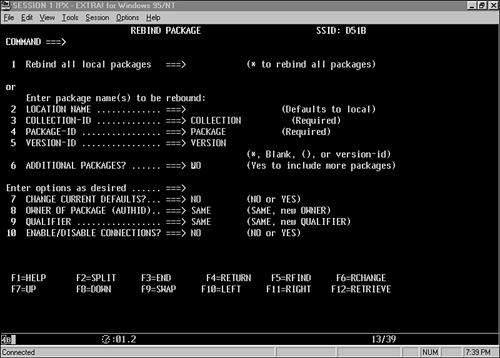 SESSION 1 IPX - EXTRA! for Windows 95/NT
File Edit View Tools Session Options Help
REBIND PACKAGE SSID: D51B
COMMAND ===>
1 Rebind all local packages ===> (* to rebind all packages)
or
Enter package name(s) to be rebound:
2 LOCATION NAME ............. ===> (Defaults to local)
3 COLLECTION-ID ............. ===> COLLECTION (Required)
4 PACKAGE-ID ................ ===> PACKAGE (Required)
5 VERSION-ID ................ ===> VERSION
(*, Blank, (), or version-id)
6 ADDITIONAL PACKAGES? ...... ===> NO (Yes to include more packages)
Enter options as desired ...... ===>
7 CHANGE CURRENT DEFAULTS?... ===> NO (NO or YES)
8 OWNER OF PACKAGE (AUTHID).. ===> SAME (SAME, new OWNER)
9 QUALIFIER ................. ===> SAME (SAME, new QUALIFIER)
10 ENABLE/DISABLE CONNECTIONS? ===> NO (NO or YES)
F1=HELP F2=SPLIT F3=END F4=RETURN F5=RFIND F6=RCHANGE
F7=UP F8=DOWN F9=SWAP F10=LEFT F11=RIGHT F12=RETRIEVE
:01.2 13/39
Connected NUM 7:39 PM